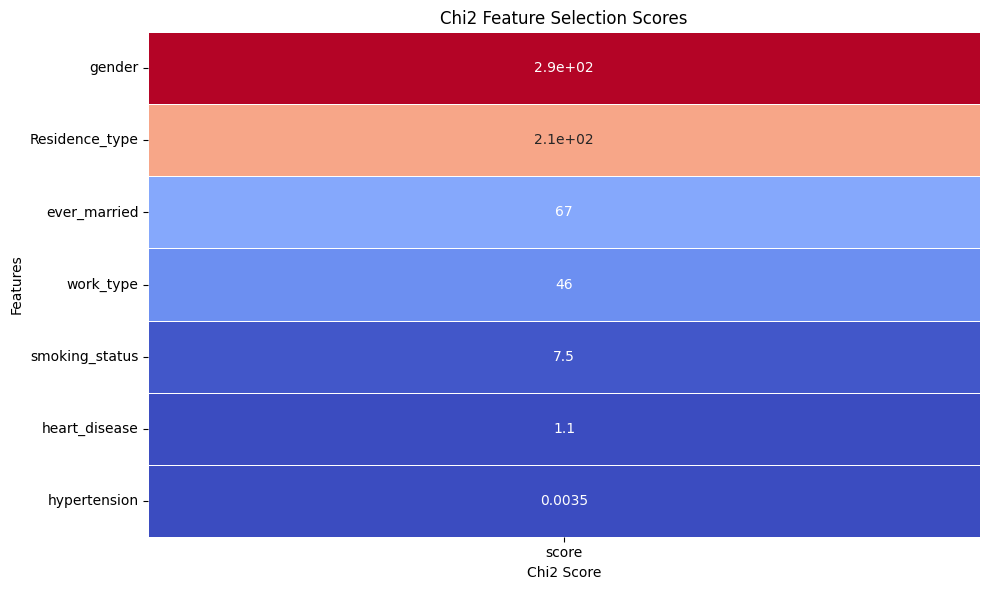 Chi2 Feature Selection Scores
Features
gender 2.9e+02
Residence_type 2.1e+02
ever_married 67
work_type 46
smoking_status 7.5
heart_disease 1.1
hypertension 0.0035
score
Chi2 Score